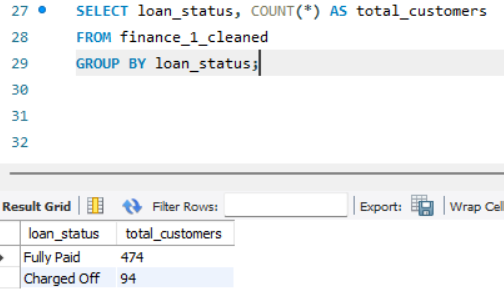 27 SELECT loan_status, COUNT(*) AS total_customers
28 FROM finance_1_cleaned
29 GROUP BY loan_status;
30
31
32
Result Grid Filter Rows: Export: Wrap Cel
loan_status total_customers
Fully Paid 474
Charged Off 94